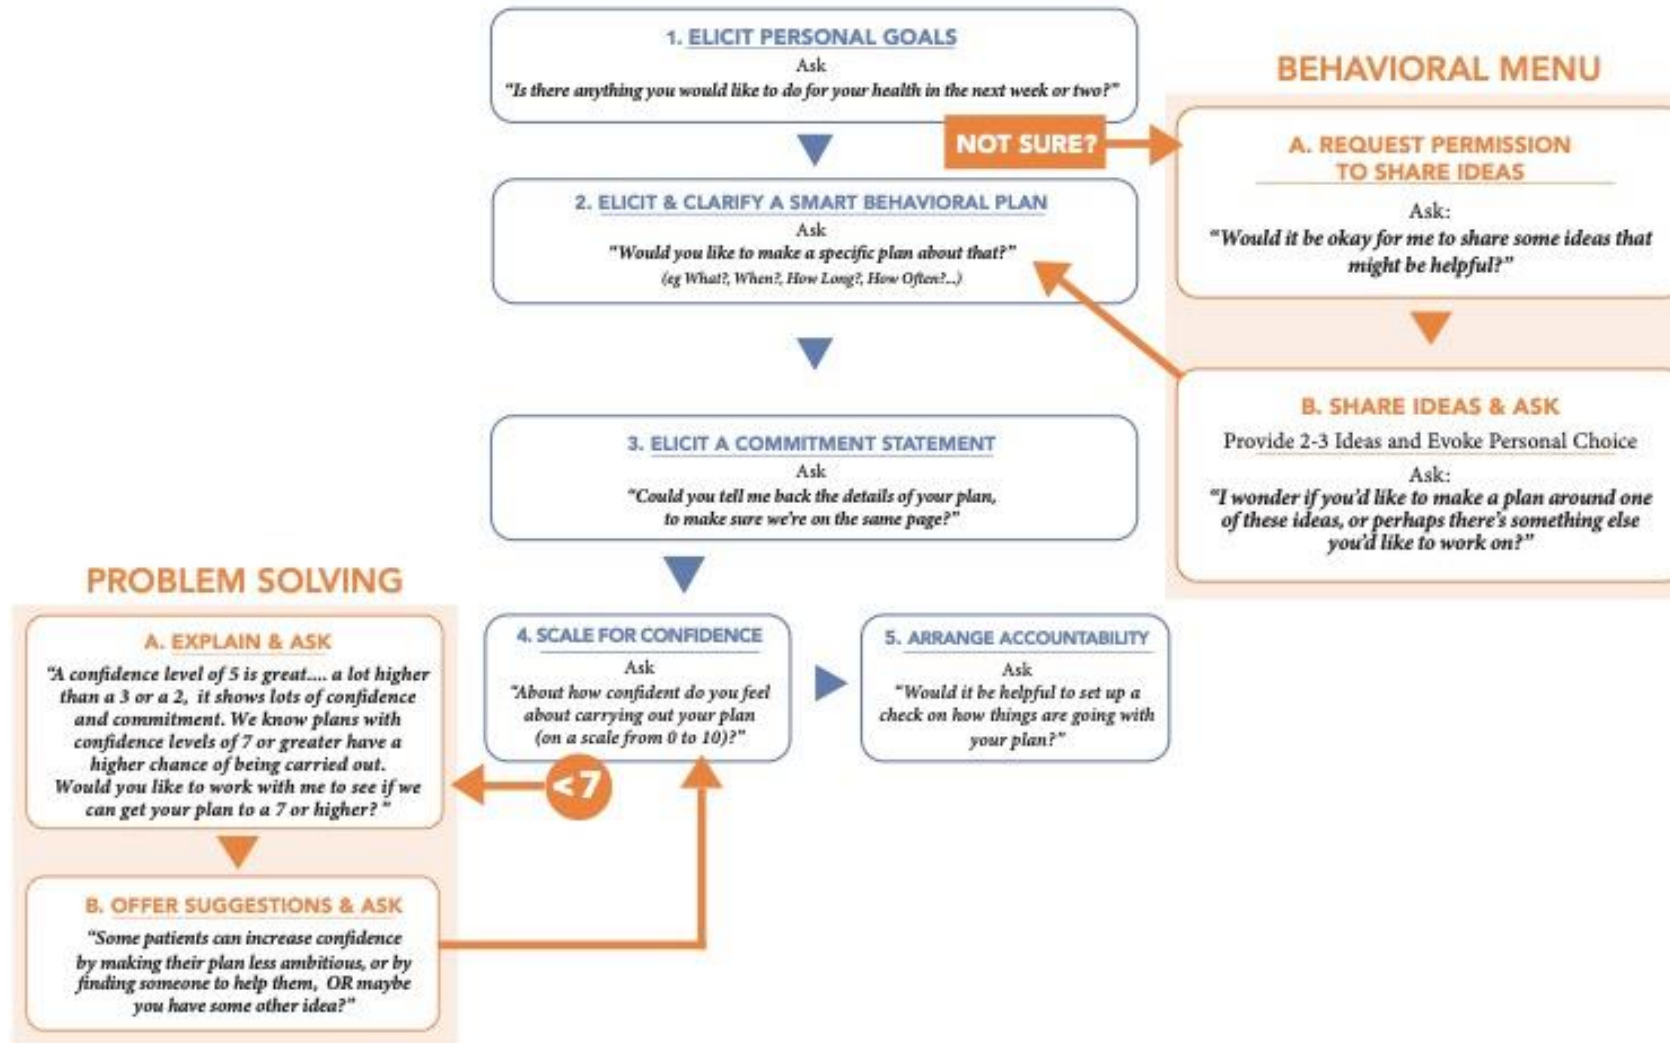 1. ELICIT PERSONAL GOALS
Ask
“Is there anything you would like to do for your health in the next week or two?”
NOT SURE?
BEHAVIORAL MENU
A. REQUEST PERMISSION
TO SHARE IDEAS
Ask:
“Would it be okay for me to share some ideas that
might be helpful?”
B. SHARE IDEAS & ASK
Provide 2-3 Ideas and Evoke Personal Choice
Ask:
“I wonder if you’d like to make a plan around one
of these ideas, or perhaps there’s something else
you’d like to work on?”
2. ELICIT & CLARIFY A SMART BEHAVIORAL PLAN
Ask
“Would you like to make a specific plan about that?”
(eg What?, When?, How Long?, How Often?...)
3. ELICIT A COMMITMENT STATEMENT
Ask
“Could you tell me back the details of your plan,
to make sure we’re on the same page?”
4. SCALE FOR CONFIDENCE
Ask
“About how confident do you feel
about carrying out your plan
(on a scale from 0 to 10)?”
<7
PROBLEM SOLVING
A. EXPLAIN & ASK
“A confidence level of 5 is great.... a lot higher
than a 3 or a 2, it shows lots of confidence
and commitment. We know plans with
confidence levels of 7 or greater have a
higher chance of being carried out.
Would you like to work with me to see if we
can get your plan to a 7 or higher? ”
B. OFFER SUGGESTIONS & ASK
“Some patients can increase confidence
by making their plan less ambitious, or by
finding someone to help them, OR maybe
you have some other idea?”
5. ARRANGE ACCOUNTABILITY
Ask
“Would it be helpful to set up a
check on how things are going with
your plan?”